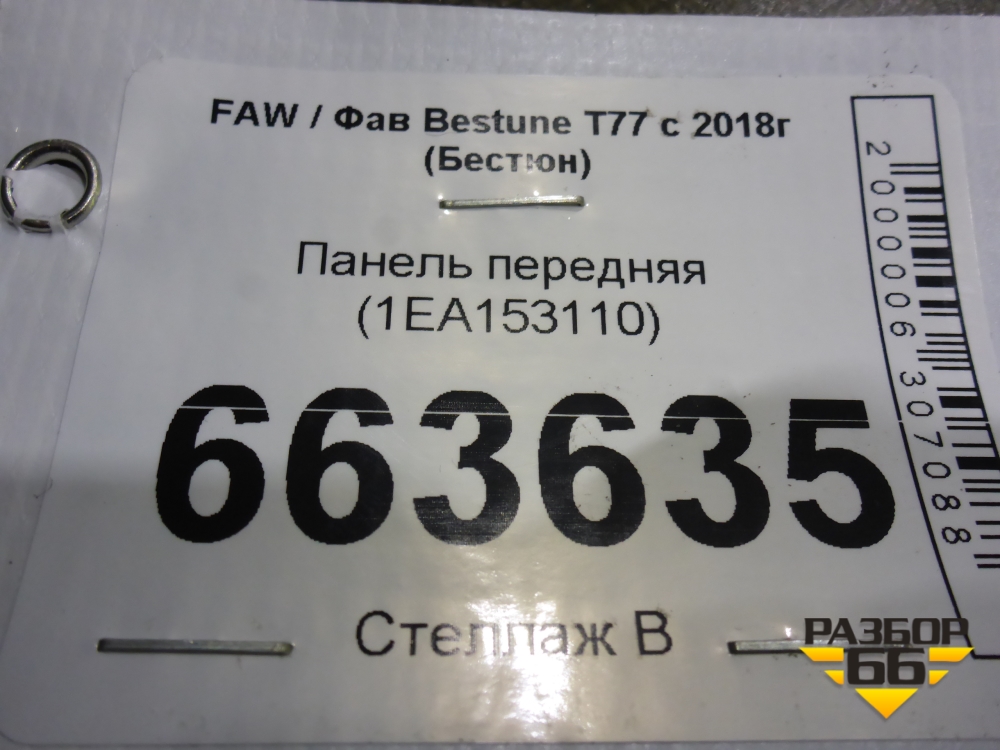 FAW / Фав Bestune T77 с 2018г
(Бестюн)
Панель передняя
(1EA153110)
663635
Стеллаж В
2000006307088
РАЗБОР
66